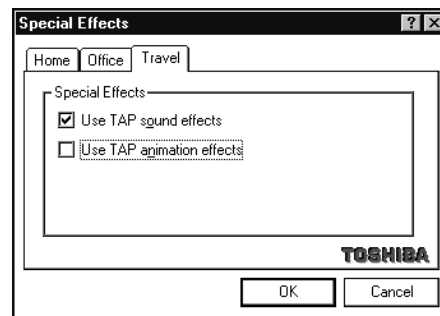 Special Effects
Home Office Travel
Special Effects
Use TAP sound effects
Use TAP animation effects
TOSHIBA
OK Cancel